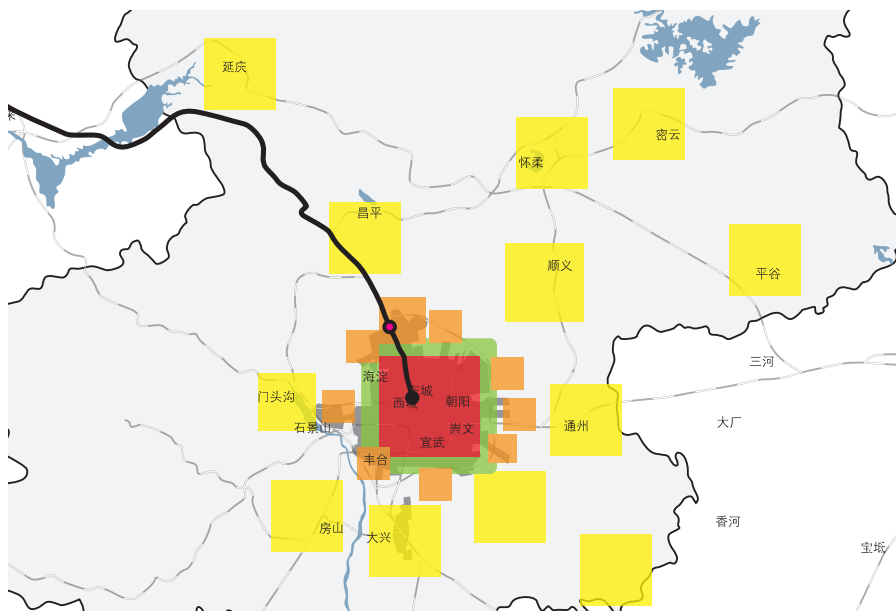 延庆
密云
怀柔
昌平
顺义
平谷
三河
海淀
门头沟
西城
朝阳
大厂
石景山
通州
崇文
宣武
丰台
香河
房山
大兴
宝坻